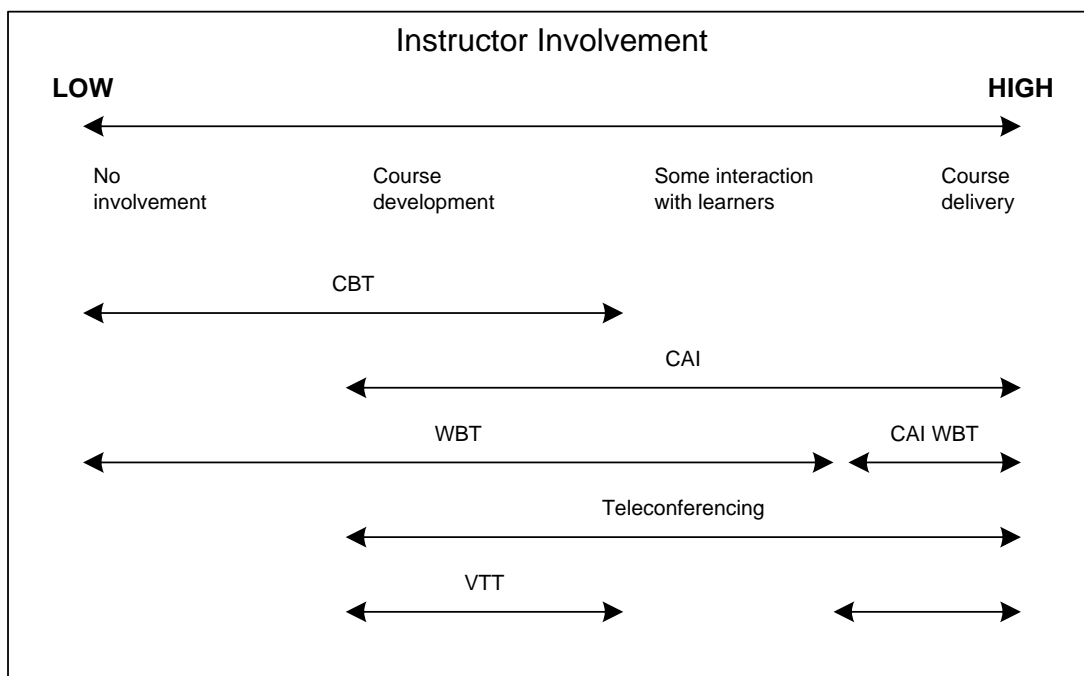 Instructor Involvement
LOW HIGH
No Course Some interaction Course
involvement development with learners delivery
CBT
CAI
WBT CAI WBT
Teleconferencing
VTT